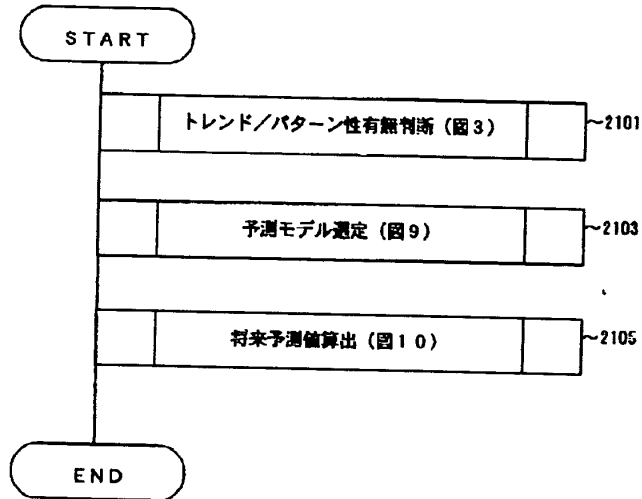 START
トレンド/パターン性有無判断(図3)
~2101
予測モデル選定(図9)
~2103
将来予測値算出(図10)
~2105
END